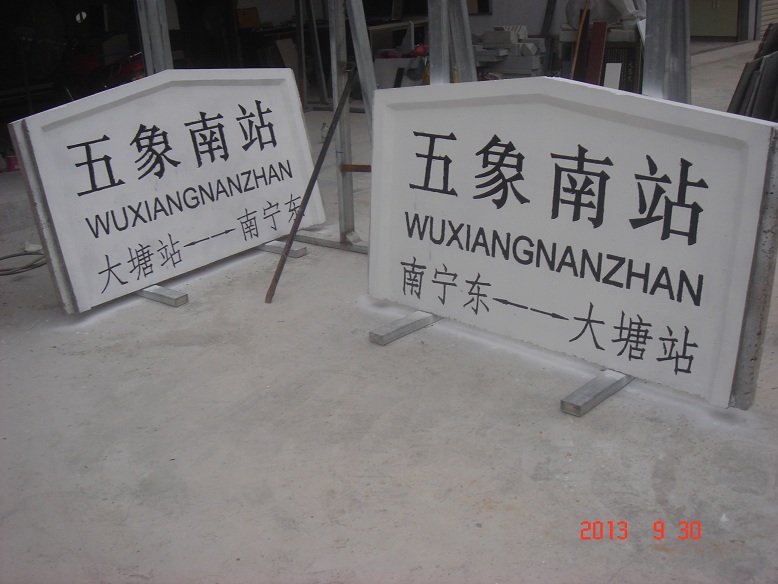 五象南站
WUXIANGNANZHAN
大塘站←→南宁东
五象南站
WUXIANGNANZHAN
南宁东←→大塘站
2013 9 30